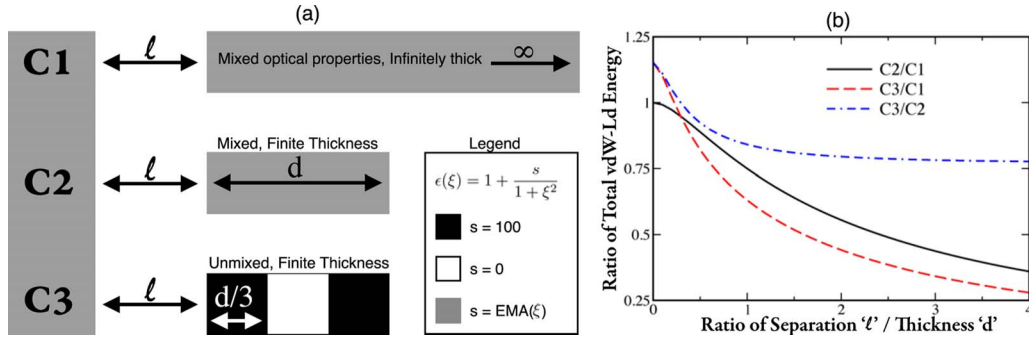 (a)
C1
ℓ
Mixed optical properties, Infinitely thick
∞
C2
ℓ
Mixed, Finite Thickness
d
C3
ℓ
Unmixed, Finite Thickness
d/3
Legend
ϵ(ξ) = 1 + s / 1 + ξ²
s = 100
s = 0
s = EMA(ξ)
(b)
Ratio of Total vdW-Ld Energy
1.25
1
0.75
0.5
0.25
C2/C1
C3/C1
C3/C2
0 1 2 3 4
Ratio of Separation 'ℓ' / Thickness 'd'